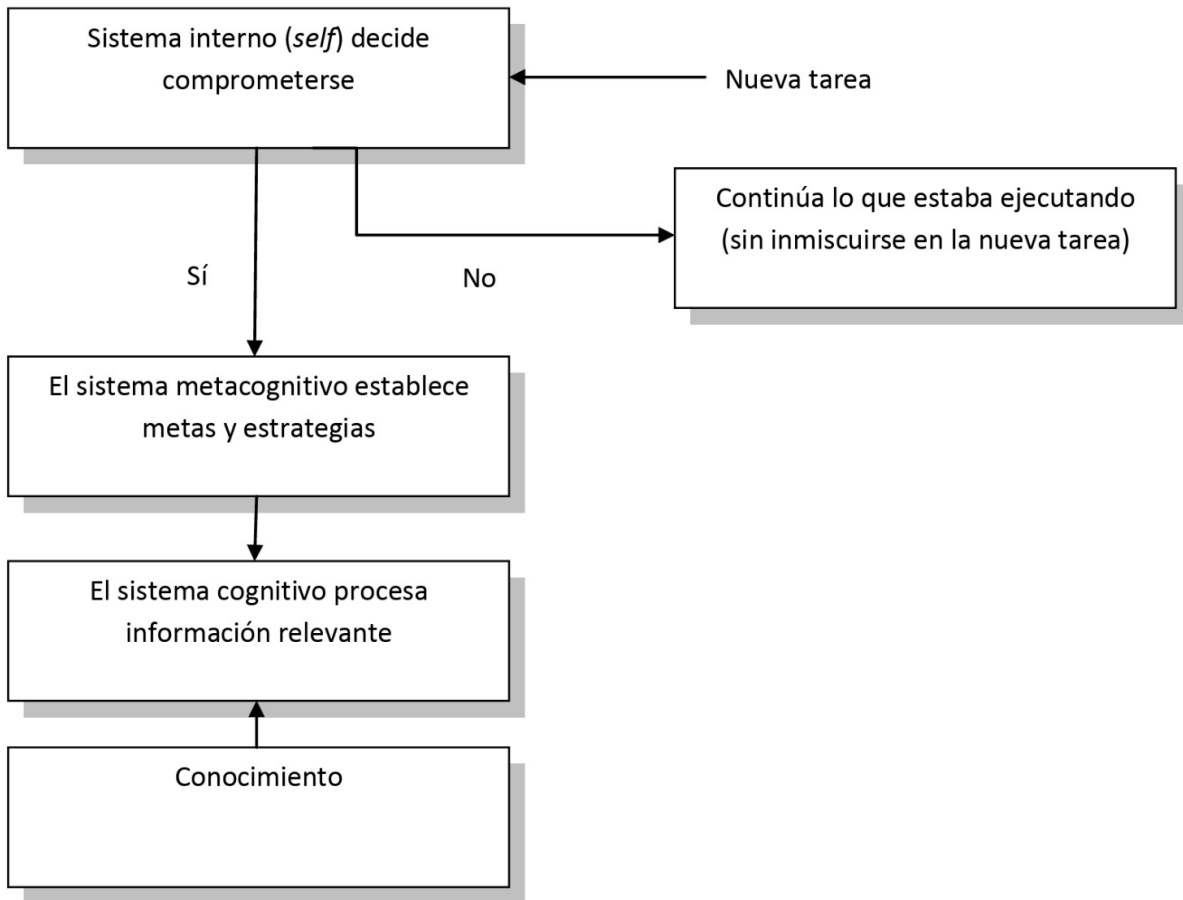 Sistema interno (self) decide
comprometerse
Nueva tarea
Continúa lo que estaba ejecutando
(sin inmiscuirse en la nueva tarea)
Sí
No
El sistema metacognitivo establece
metas y estrategias
El sistema cognitivo procesa
información relevante
Conocimiento